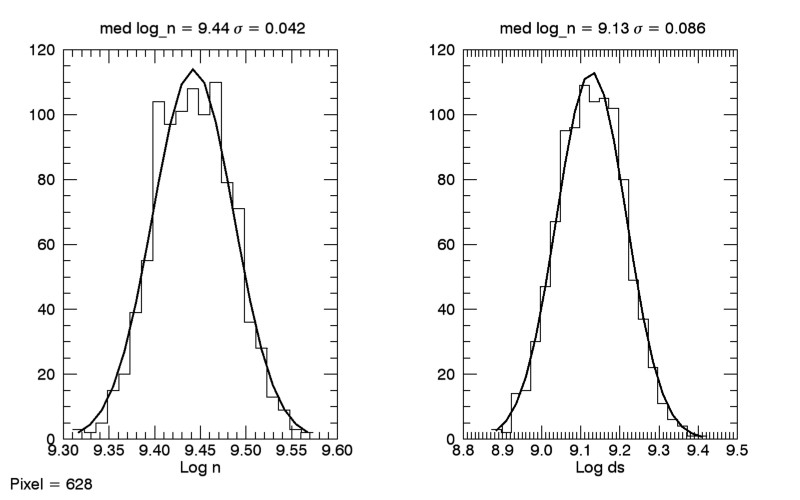 med log_n = 9.44 σ = 0.042
med log_n = 9.13 σ = 0.086
120
100
80
60
40
20
0
9.30 9.35 9.40 9.45 9.50 9.55 9.60
Log n
120
100
80
60
40
20
0
8.8 8.9 9.0 9.1 9.2 9.3 9.4 9.5
Log ds
Pixel = 628